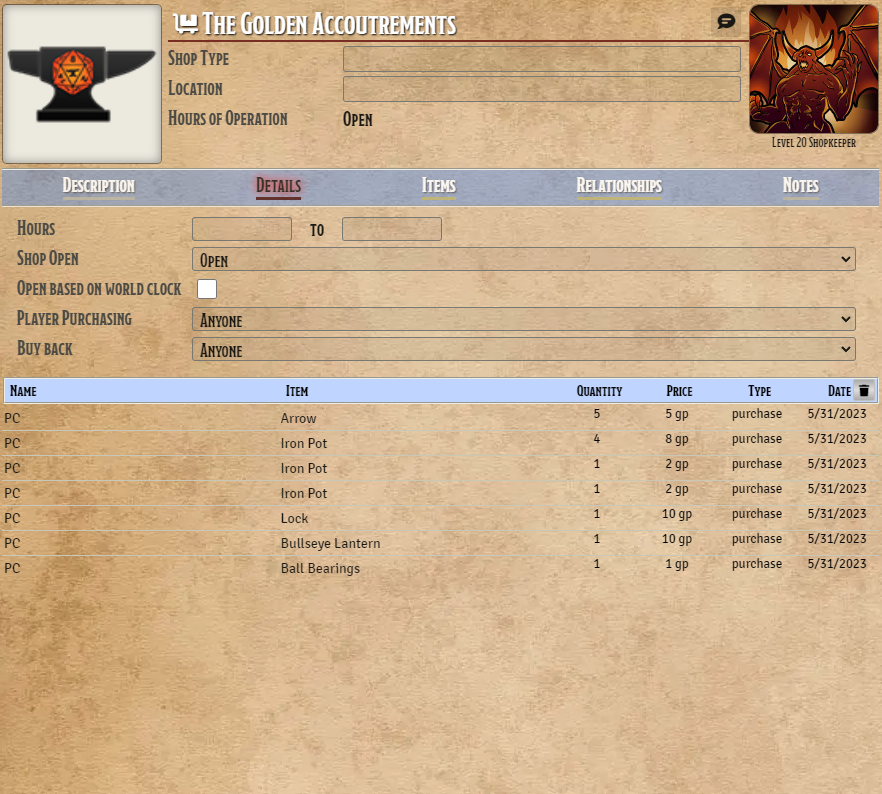 The Golden Accoutrements
Shop Type
Location
Hours of Operation Open
Level 20 Shopkeeper
Description Details Items Relationships Notes
Hours to
Shop Open Open
Open based on world clock
Player Purchasing Anyone
Buy back Anyone
Name Item Quantity Price Type Date
PC Arrow 5 5 gp purchase 5/31/2023
PC Iron Pot 4 8 gp purchase 5/31/2023
PC Iron Pot 1 2 gp purchase 5/31/2023
PC Iron Pot 1 2 gp purchase 5/31/2023
PC Lock 1 10 gp purchase 5/31/2023
PC Bullseye Lantern 1 10 gp purchase 5/31/2023
PC Ball Bearings 1 1 gp purchase 5/31/2023